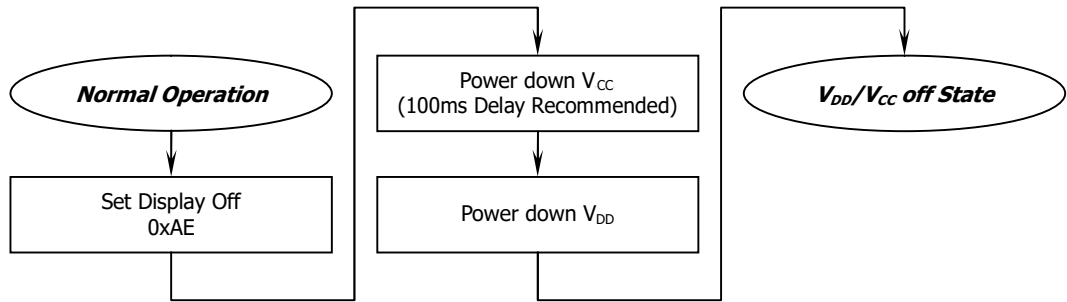 Normal Operation
Set Display Off
0xAE
Power down VCC
(100ms Delay Recommended)
Power down VDD
VDD/VCC off State